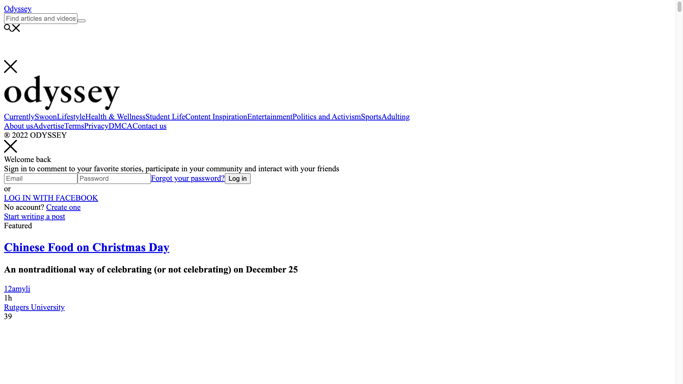 Odyssey
Find articles and videos
odyssey
CurrentlySwoonLifestyleHealth & WellnessStudent LifeContent InspirationEntertainmentPolitics and ActivismSportsAdulting
About usAdvertiseTermsPrivacyDMCAContact us
® 2022 ODYSSEY
Welcome back
Sign in to comment to your favorite stories, participate in your community and interact with your friends
Email Password Forgot your password? Log in
or
LOG IN WITH FACEBOOK
No account? Create one
Start writing a post
Featured
Chinese Food on Christmas Day
An nontraditional way of celebrating (or not celebrating) on December 25
12amyli
1h
Rutgers University
39